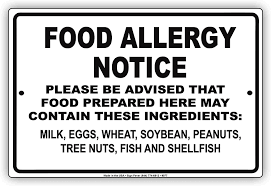 FOOD ALLERGY
NOTICE
PLEASE BE ADVISED THAT
FOOD PREPARED HERE MAY
CONTAIN THESE INGREDIENTS:
MILK, EGGS, WHEAT, SOYBEAN, PEANUTS,
TREE NUTS, FISH AND SHELLFISH